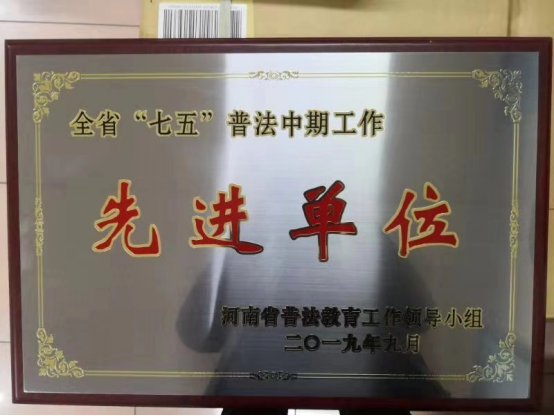 全省“七五”普法中期工作
先进单位
河南省普法教育工作领导小组
二〇一九年九月